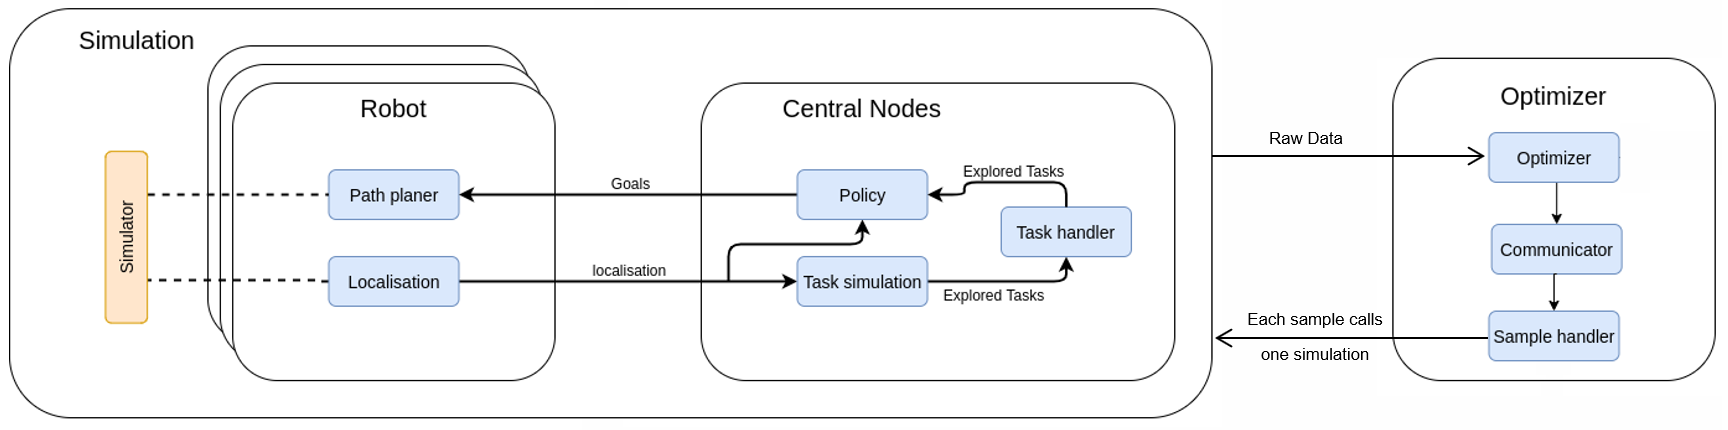 Simulation
Robot
Central Nodes
Optimizer
Simulator
Path planer
Goals
Policy
Explored Tasks
Task handler
Localisation
localisation
Task simulation
Explored Tasks
Raw Data
Optimizer
Communicator
Sample handler
Each sample calls
one simulation